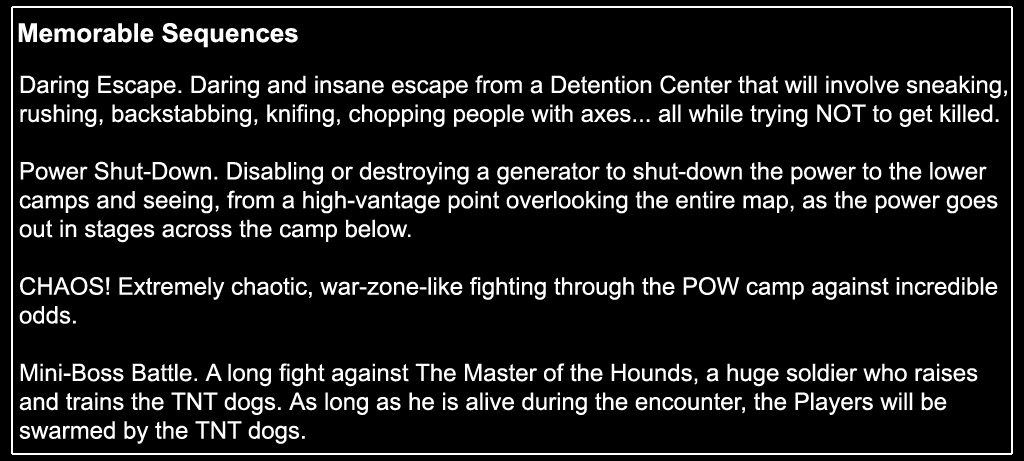 Memorable Sequences
Daring Escape. Daring and insane escape from a Detention Center that will involve sneaking,
rushing, backstabbing, knifing, chopping people with axes... all while trying NOT to get killed.
Power Shut-Down. Disabling or destroying a generator to shut-down the power to the lower
camps and seeing, from a high-vantage point overlooking the entire map, as the power goes
out in stages across the camp below.
CHAOS! Extremely chaotic, war-zone-like fighting through the POW camp against incredible
odds.
Mini-Boss Battle. A long fight against The Master of the Hounds, a huge soldier who raises
and trains the TNT dogs. As long as he is alive during the encounter, the Players will be
swarmed by the TNT dogs.